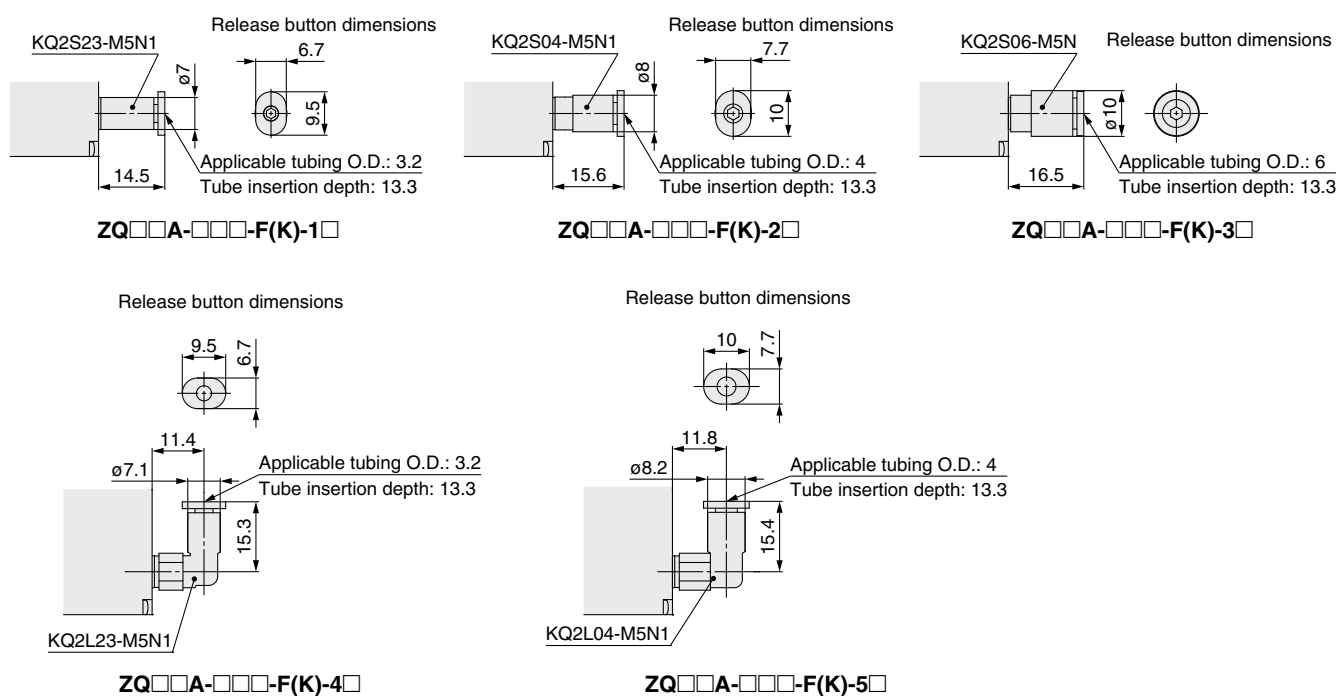 Release button dimensions
KQ2S23-M5N1
6.7
ø7
9.5
Applicable tubing O.D.: 3.2
14.5
Tube insertion depth: 13.3
ZQ□□A-□□□-F(K)-1□
Release button dimensions
KQ2S04-M5N1
7.7
ø8
10
Applicable tubing O.D.: 4
15.6
Tube insertion depth: 13.3
ZQ□□A-□□□-F(K)-2□
KQ2S06-M5N
Release button dimensions
ø10
Applicable tubing O.D.: 6
16.5
Tube insertion depth: 13.3
ZQ□□A-□□□-F(K)-3□
Release button dimensions
9.5
6.7
11.4
ø7.1
Applicable tubing O.D.: 3.2
Tube insertion depth: 13.3
15.3
KQ2L23-M5N1
ZQ□□A-□□□-F(K)-4□
Release button dimensions
10
7.7
11.8
ø8.2
Applicable tubing O.D.: 4
Tube insertion depth: 13.3
15.4
KQ2L04-M5N1
ZQ□□A-□□□-F(K)-5□